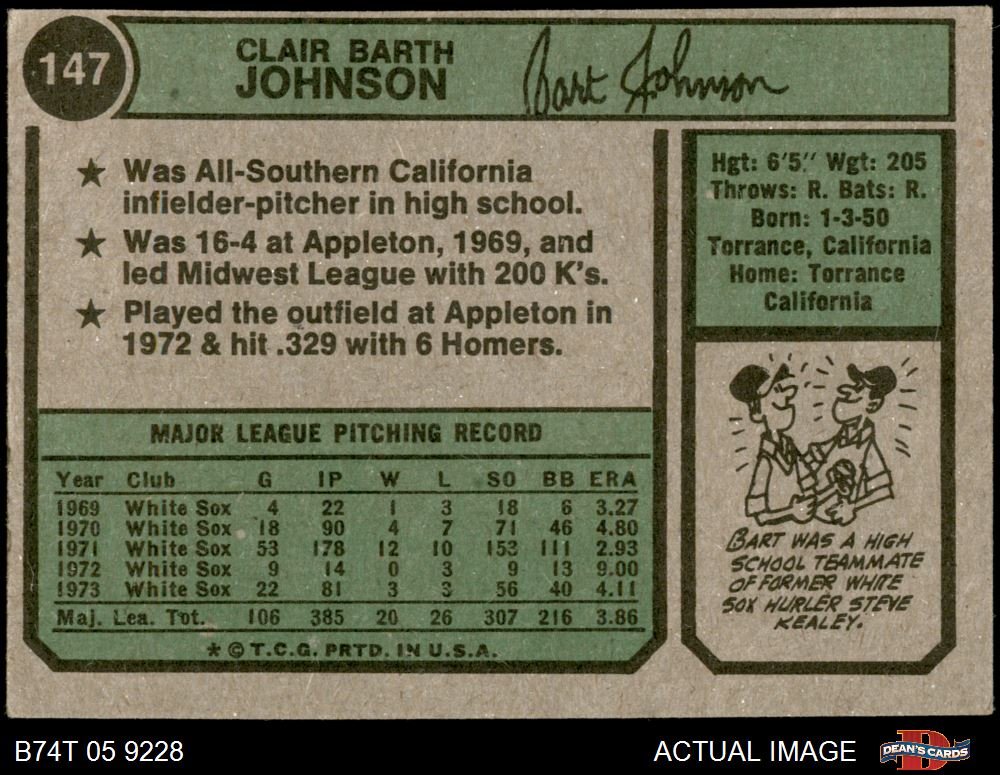 147
CLAIR BARTH
JOHNSON
Bart Johnson
★ Was All-Southern California
infielder-pitcher in high school.
★ Was 16-4 at Appleton, 1969, and
led Midwest League with 200 K's.
★ Played the outfield at Appleton in
1972 & hit .329 with 6 Homers.
MAJOR LEAGUE PITCHING RECORD
Year Club G IP W L SO BB ERA
1969 White Sox 4 22 1 3 18 6 3.27
1970 White Sox 18 90 4 7 71 46 4.80
1971 White Sox 53 178 12 10 153 111 2.93
1972 White Sox 9 14 0 3 9 13 9.00
1973 White Sox 22 81 3 3 56 40 4.11
Maj. Lea. Tot. 106 385 20 26 307 216 3.86
* © T.C.G. PRTD. IN U.S.A.
Hgt: 6'5" Wgt: 205
Throws: R. Bats: R.
Born: 1-3-50
Torrance, California
Home: Torrance
California
BART WAS A HIGH
SCHOOL TEAMMATE
OF FORMER WHITE
SOX HURLER STEVE
KEALEY.
B74T 05 9228
ACTUAL IMAGE
D
DEAN'S CARDS